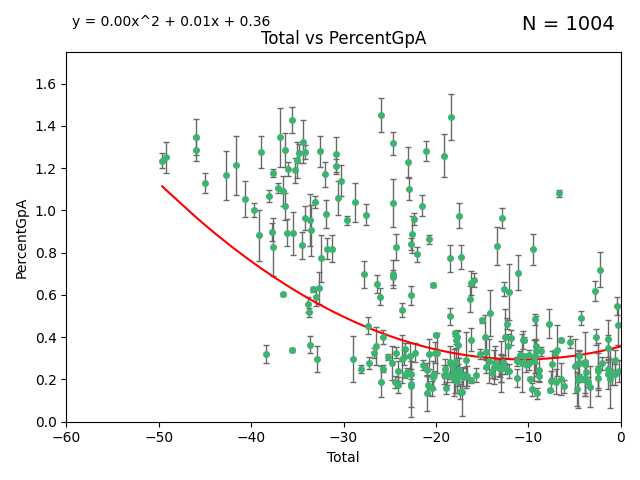 y = 0.00x^2 + 0.01x + 0.36
N = 1004
Total vs PercentGpA
PercentGpA
1.6
1.4
1.2
1.0
0.8
0.6
0.4
0.2
0.0
−60 −50 −40 −30 −20 −10 0
Total